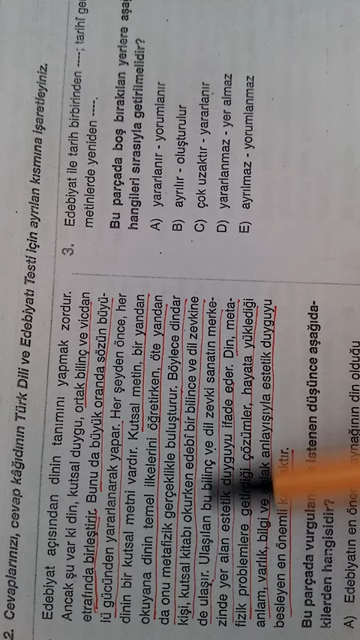 2. Cevaplarınızı, cevap kâğıdının Türk Dili ve Edebiyatı Testi için ayrılan kısmına işaretleyiniz.
Edebiyat açısından dinin tanımını yapmak zordur.
Ancak şu var ki din, kutsal duygu, ortak bilinç ve vicdan
etrafında birleştirir. Bunu da büyük oranda sözün büyü-
lü gücünden yararlanarak yapar. Her şeyden önce, her
dinin bir kutsal metni vardır. Kutsal metin, bir yandan
okuyana dinin temel ilkelerini öğretirken, öte yandan
da onu metafizik gerçeklikle buluşturur. Böylece dindar
kişi, kutsal kitabı okurken edebî bir bilince ve dil zevkine
de ulaşır. Ulaşılan bu bilinç ve dil zevki sanatın merke-
zinde yer alan estetik duyguyu ifade eder. Din, meta-
fizik problemlere getirdiği çözümler, hayata yüklediği
anlam, varlık, bilgi ve anlayışıyla estetik duyguyu
besleyen en önemli
Bu parçada vurgulan istenen düşünce aşağıda-
kilerden hangisidir?
A) Edebiyatın en öne ynağının din olduğu
3. Edebiyat ile tarih birbirinden ----; tarihî
metinlerde yeniden ----.
Bu parçada boş bırakılan yerlere
hangileri sırasıyla getirilmelidir?
A) yararlanır - yorumlanır
B) ayrılır - oluşturulur
C) çok uzaktır - yararlanır
D) yararlanmaz - yer almaz
E) ayrılmaz - yorumlanmaz